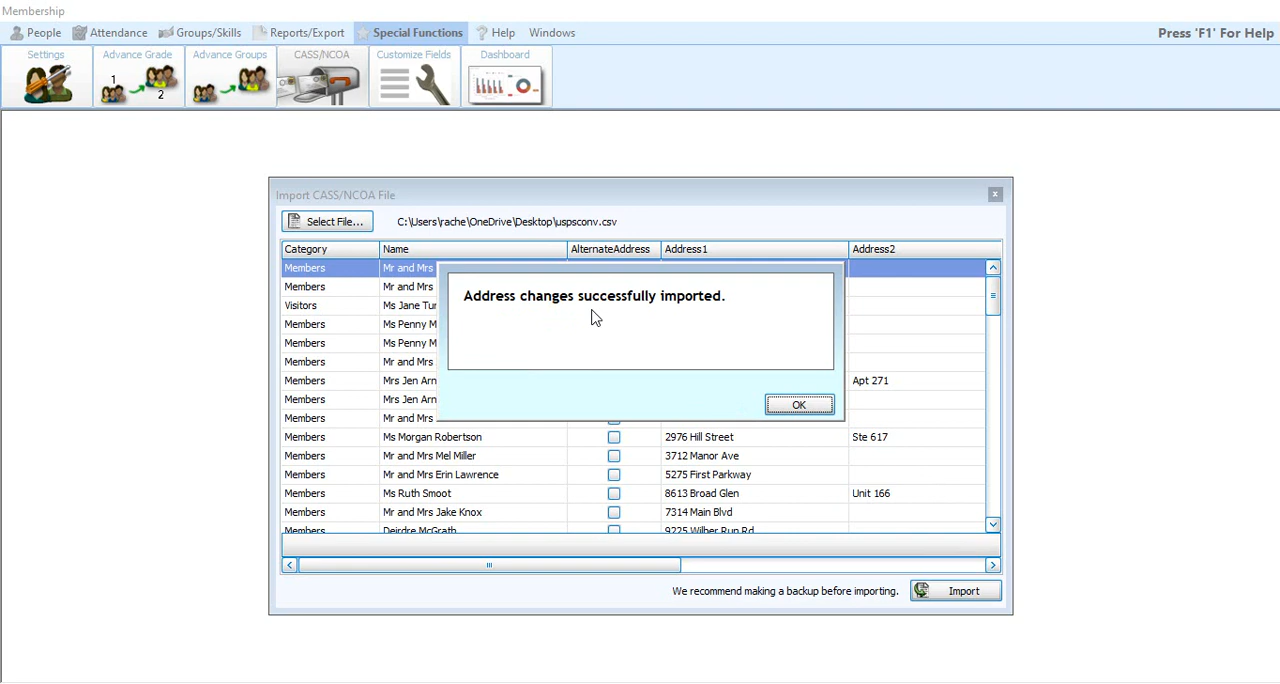 Membership
People Attendance Groups/Skills Reports/Export Special Functions Help Windows Press 'F1' For Help
Settings Advance Grade Advance Groups CASS/NCOA Customize Fields Dashboard
1 2
Import CASS/NCOA File
Select File... C:\Users\rache\OneDrive\Desktop\uspsconv.csv
Category Name AlternateAddress Address1 Address2
Members Mr and Mrs
Members Mr and Mrs
Visitors Ms Jane Tur
Members Ms Penny M
Members Ms Penny M
Members Mr and Mrs
Members Mrs Jen Arn Apt 271
Members Mrs Jen Arn
Members Mr and Mrs
Address changes successfully imported.
OK
Members Ms Morgan Robertson 2976 Hill Street Ste 617
Members Mr and Mrs Mel Miller 3712 Manor Ave
Members Mr and Mrs Erin Lawrence 5275 First Parkway
Members Ms Ruth Smoot 8613 Broad Glen Unit 166
Members Mr and Mrs Jake Knox 7314 Main Blvd
Members Deirdre McGrath 9225 Wilber Run Rd
We recommend making a backup before importing. Import